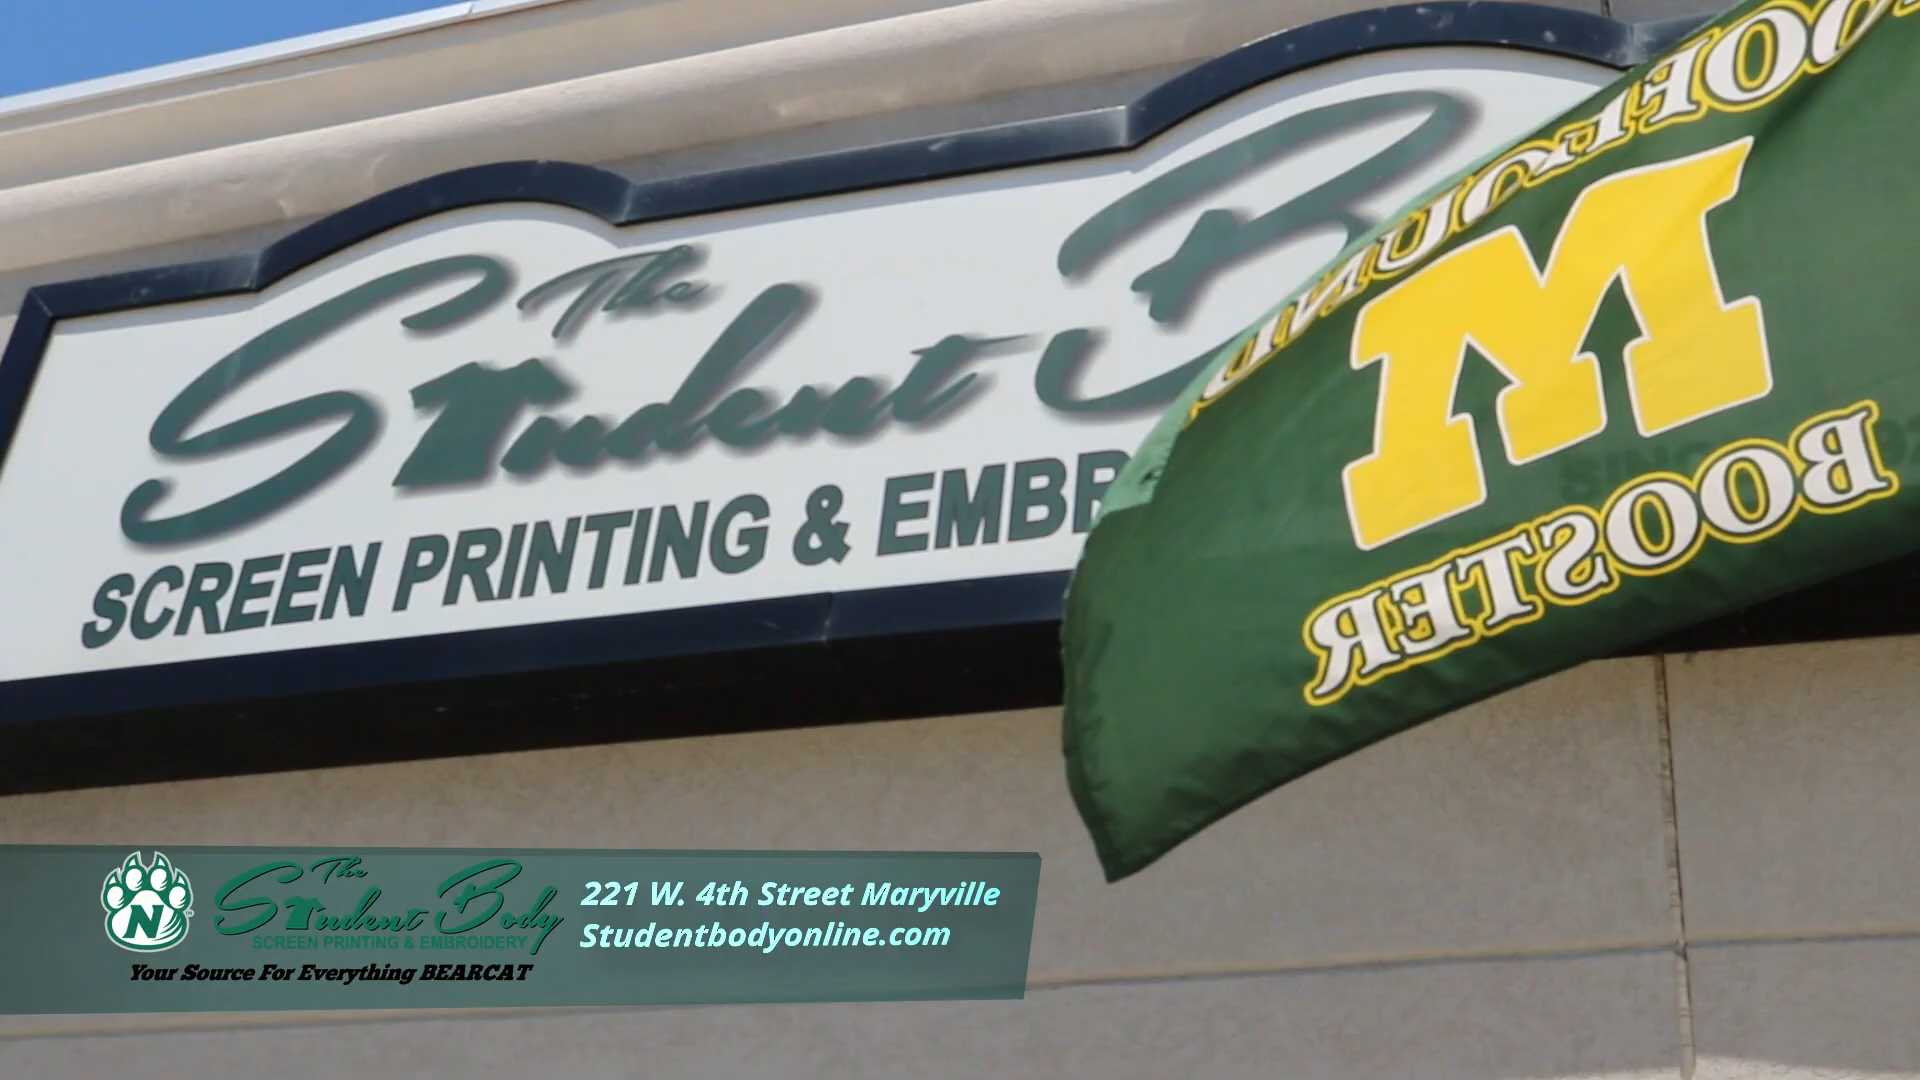 The
Student B
SCREEN PRINTING & EMBR
BOOSTER
M
The
Student Body
SCREEN PRINTING & EMBROIDERY
N
Your Source For Everything BEARCAT
221 W. 4th Street Maryville
Studentbodyonline.com